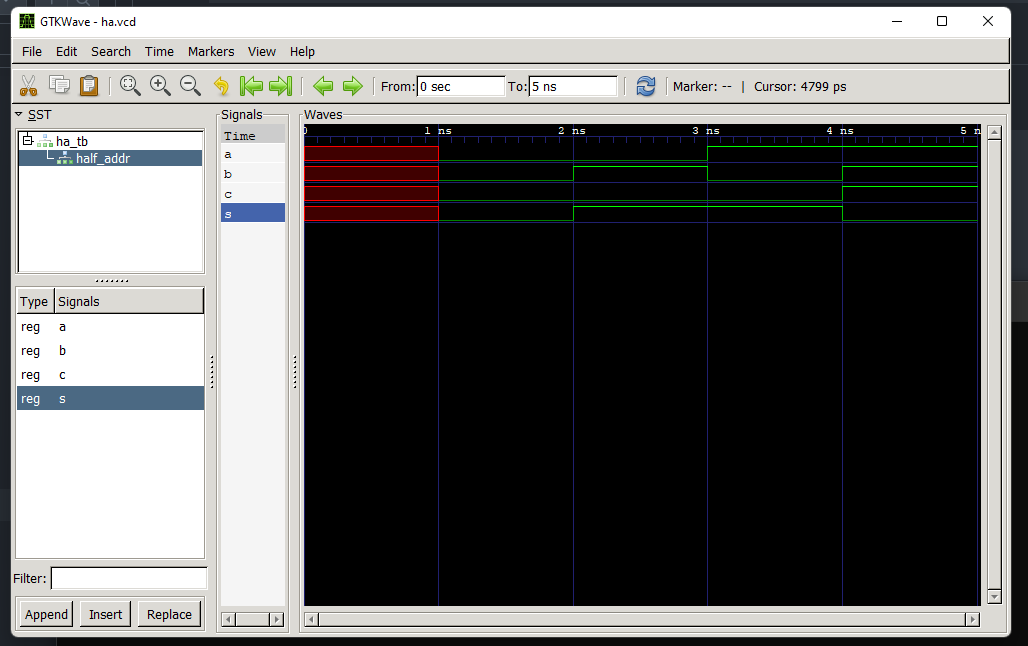 GTKWave - ha.vcd
File Edit Search Time Markers View Help
From: 0 sec To: 5 ns Marker: -- | Cursor: 4799 ps
SST
ha_tb
half_addr
Type Signals
reg a
reg b
reg c
reg s
Filter:
Append Insert Replace
Signals
Time
a
b
c
s
Waves
0 1 ns 2 ns 3 ns 4 ns 5 n